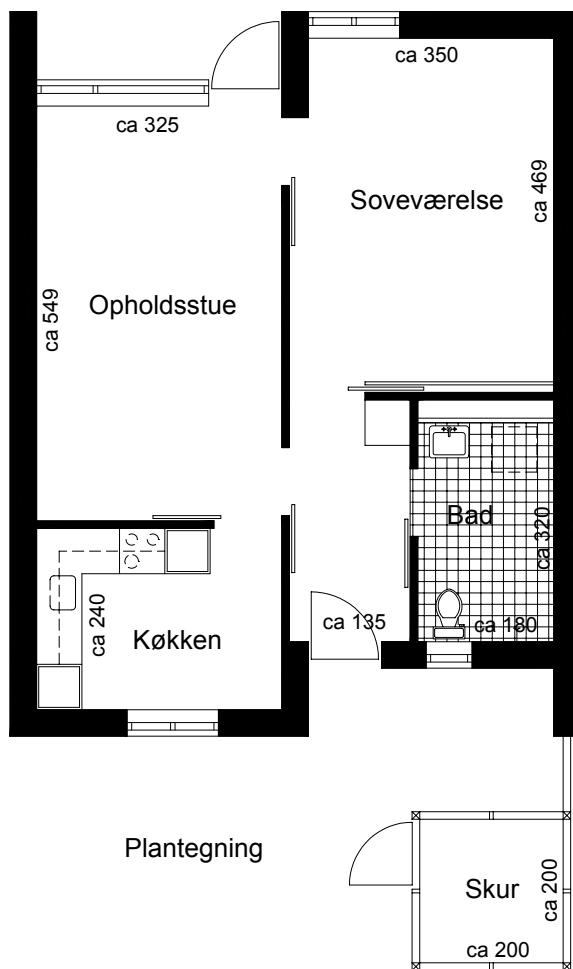 ca 350
ca 325
Soveværelse
ca 469
Opholdsstue
ca 549
Bad
ca 320
ca 240
Køkken
ca 135
ca 180
Plantegning
Skur
ca 200
ca 200